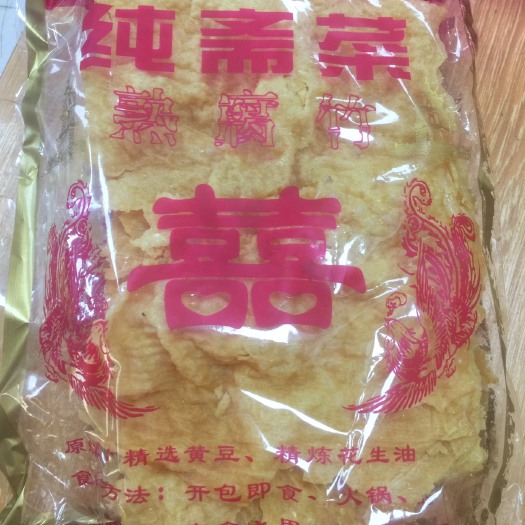 纯斋菜
熟腐竹
囍
原料：精选黄豆、精炼花生油
食方法：开包即食、火锅、